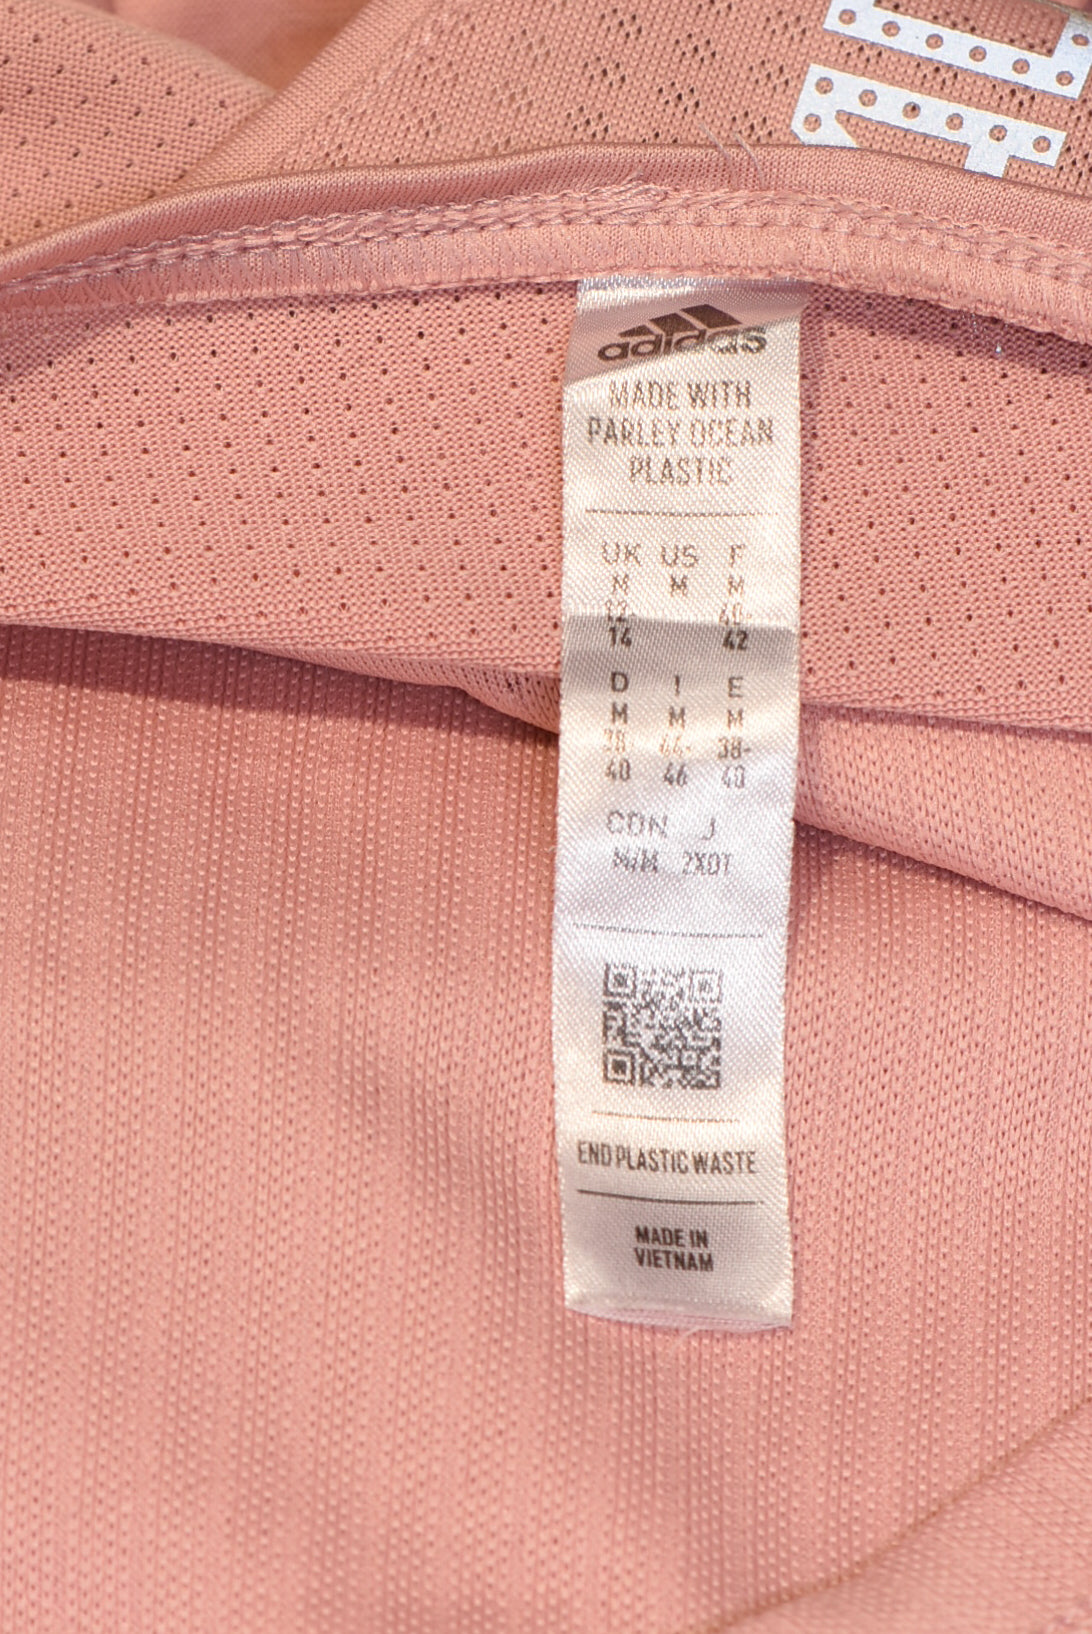 adidas
MADE WITH
PARLEY OCEAN
PLASTIC
UK US F
M M M
12- 40-
14 42
D I E
M M M
38- 44- 38-
40 46 40
CDN J
M/M 2XOT
END PLASTIC WASTE
MADE IN
VIETNAM